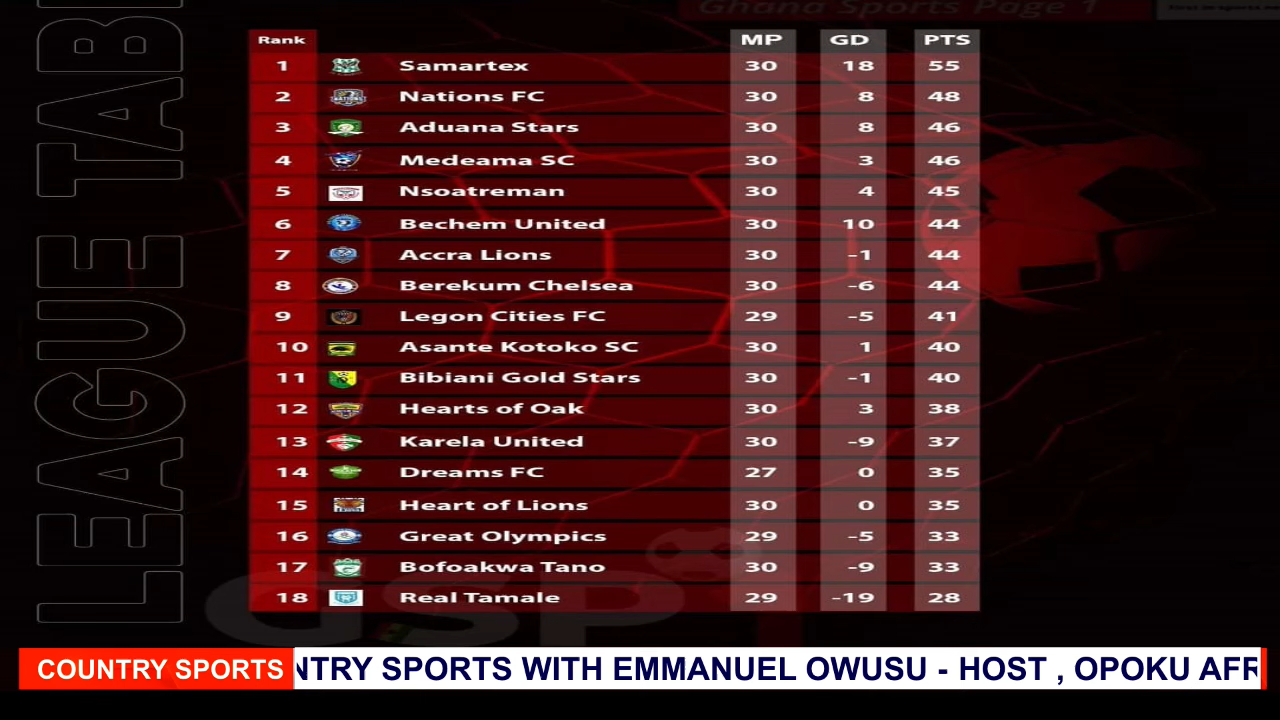 Ghana Sports Page 1
LEAGUE TAB
Rank MP GD PTS
1 Samartex 30 18 55
2 Nations FC 30 8 48
3 Aduana Stars 30 8 46
4 Medeama SC 30 3 46
5 Nsoatreman 30 4 45
6 Bechem United 30 10 44
7 Accra Lions 30 -1 44
8 Berekum Chelsea 30 -6 44
9 Legon Cities FC 29 -5 41
10 Asante Kotoko SC 30 1 40
11 Bibiani Gold Stars 30 -1 40
12 Hearts of Oak 30 3 38
13 Karela United 30 -9 37
14 Dreams FC 27 0 35
15 Heart of Lions 30 0 35
16 Great Olympics 29 -5 33
17 Bofoakwa Tano 30 -9 33
18 Real Tamale 29 -19 28
GSP
COUNTRY SPORTS NTRY SPORTS WITH EMMANUEL OWUSU - HOST , OPOKU AFR